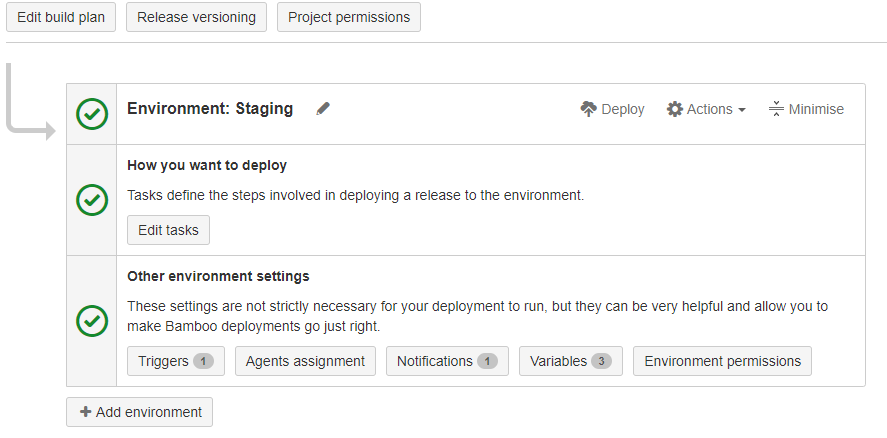 Edit build plan Release versioning Project permissions
Environment: Staging Deploy Actions Minimise
How you want to deploy
Tasks define the steps involved in deploying a release to the environment.
Edit tasks
Other environment settings
These settings are not strictly necessary for your deployment to run, but they can be very helpful and allow you to
make Bamboo deployments go just right.
Triggers 1 Agents assignment Notifications 1 Variables 3 Environment permissions
+ Add environment